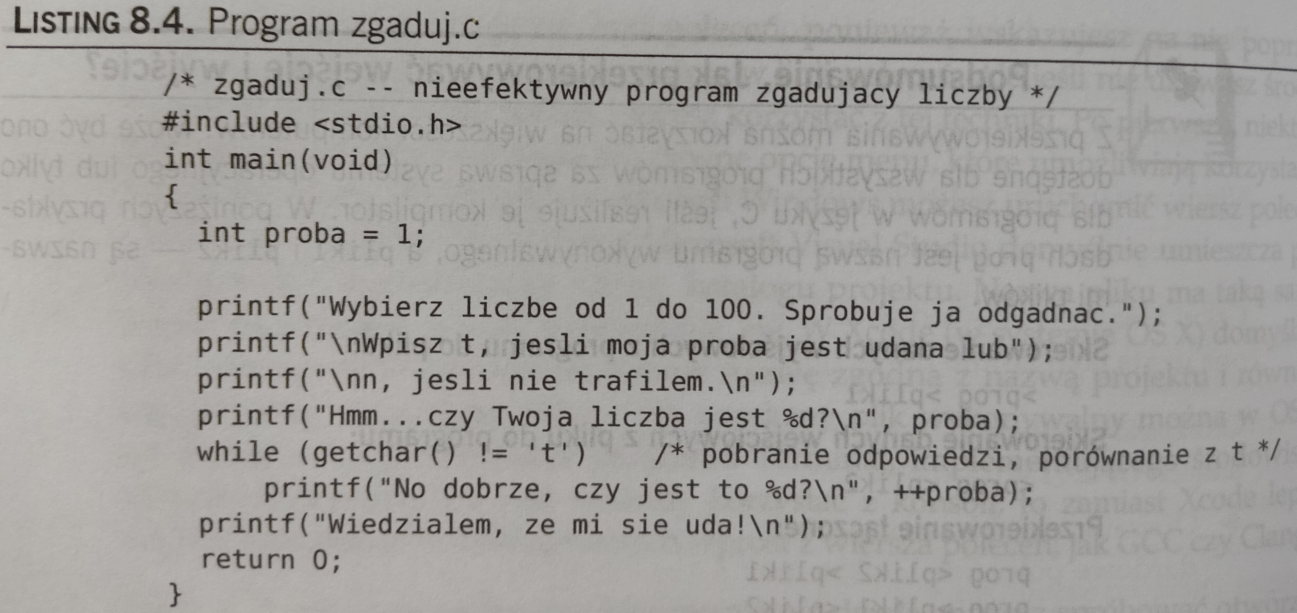 LISTING 8.4. Program zgaduj.c
/* zgaduj.c -- nieefektywny program zgadujacy liczby */
#include <stdio.h>
int main(void)
{
  int proba = 1;

  printf("Wybierz liczbe od 1 do 100. Sprobuje ja odgadnac.");
  printf("\nWpisz t, jesli moja proba jest udana lub");
  printf("\nn, jesli nie trafilem.\n");
  printf("Hmm...czy Twoja liczba jest %d?\n", proba);
  while (getchar() != 't')    /* pobranie odpowiedzi, porównanie z t */
      printf("No dobrze, czy jest to %d?\n", ++proba);
  printf("Wiedzialem, ze mi sie uda!\n");
  return 0;
}